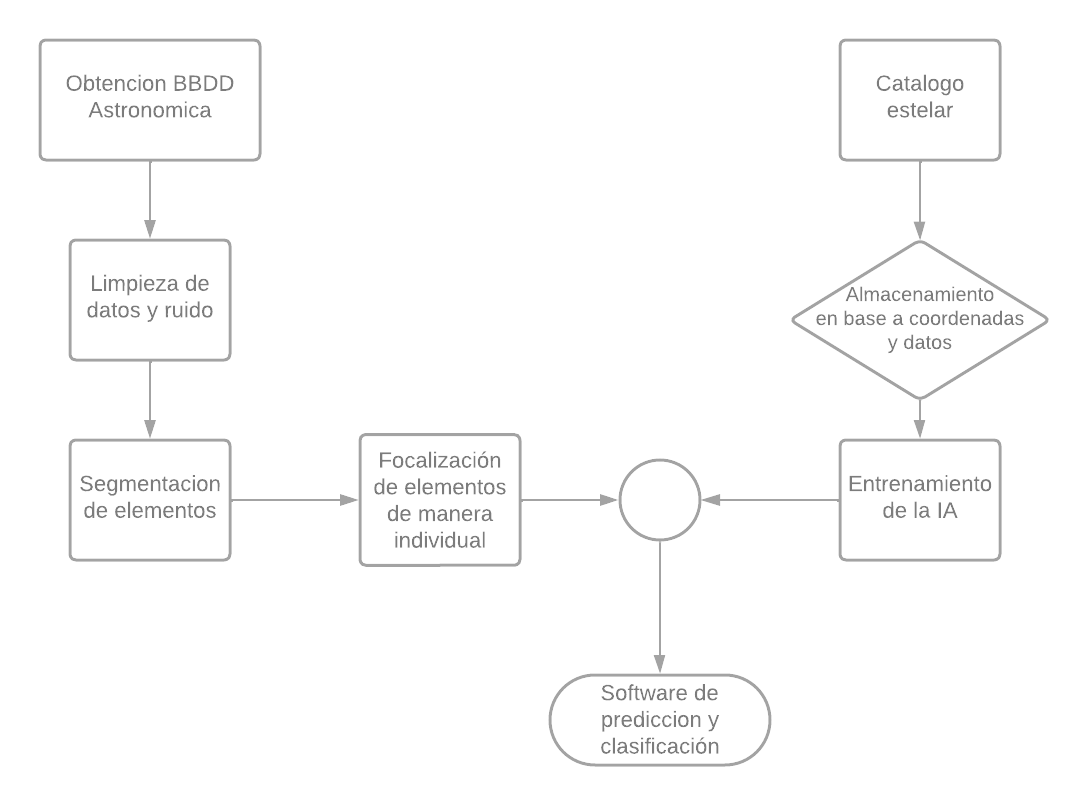 Obtencion BBDD
Astronomica
Catalogo
estelar
Limpieza de
datos y ruido
Almacenamiento
en base a coordenadas
y datos
Segmentacion
de elementos
Focalización
de elementos
de manera
individual
Entrenamiento
de la IA
Software de
prediccion y
clasificación